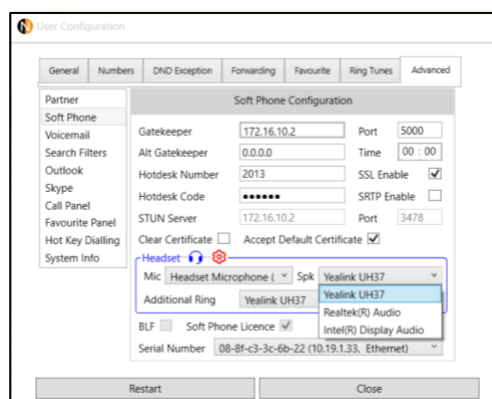 User Configuration
General Numbers DND Exception Forwarding Favourite Ring Tunes Advanced
Partner
Soft Phone
Voicemail
Search Filters
Outlook
Skype
Call Panel
Favourite Panel
Hot Key Dialling
System Info
Soft Phone Configuration
Gatekeeper 172.16.10.2 Port 5000
Alt Gatekeeper 0.0.0.0 Time 00 : 00
Hotdesk Number 2013 SSL Enable
Hotdesk Code ●●●●●● SRTP Enable
STUN Server 172.16.10.2 Port 3478
Clear Certificate Accept Default Certificate
Headset
Mic Headset Microphone ( Spk Yealink UH37
Additional Ring Yealink UH37
Yealink UH37
Realtek(R) Audio
Intel(R) Display Audio
BLF Soft Phone Licence
Serial Number 08-8f-c3-3c-6b-22 (10.19.1.33, Ethernet)
Restart Close